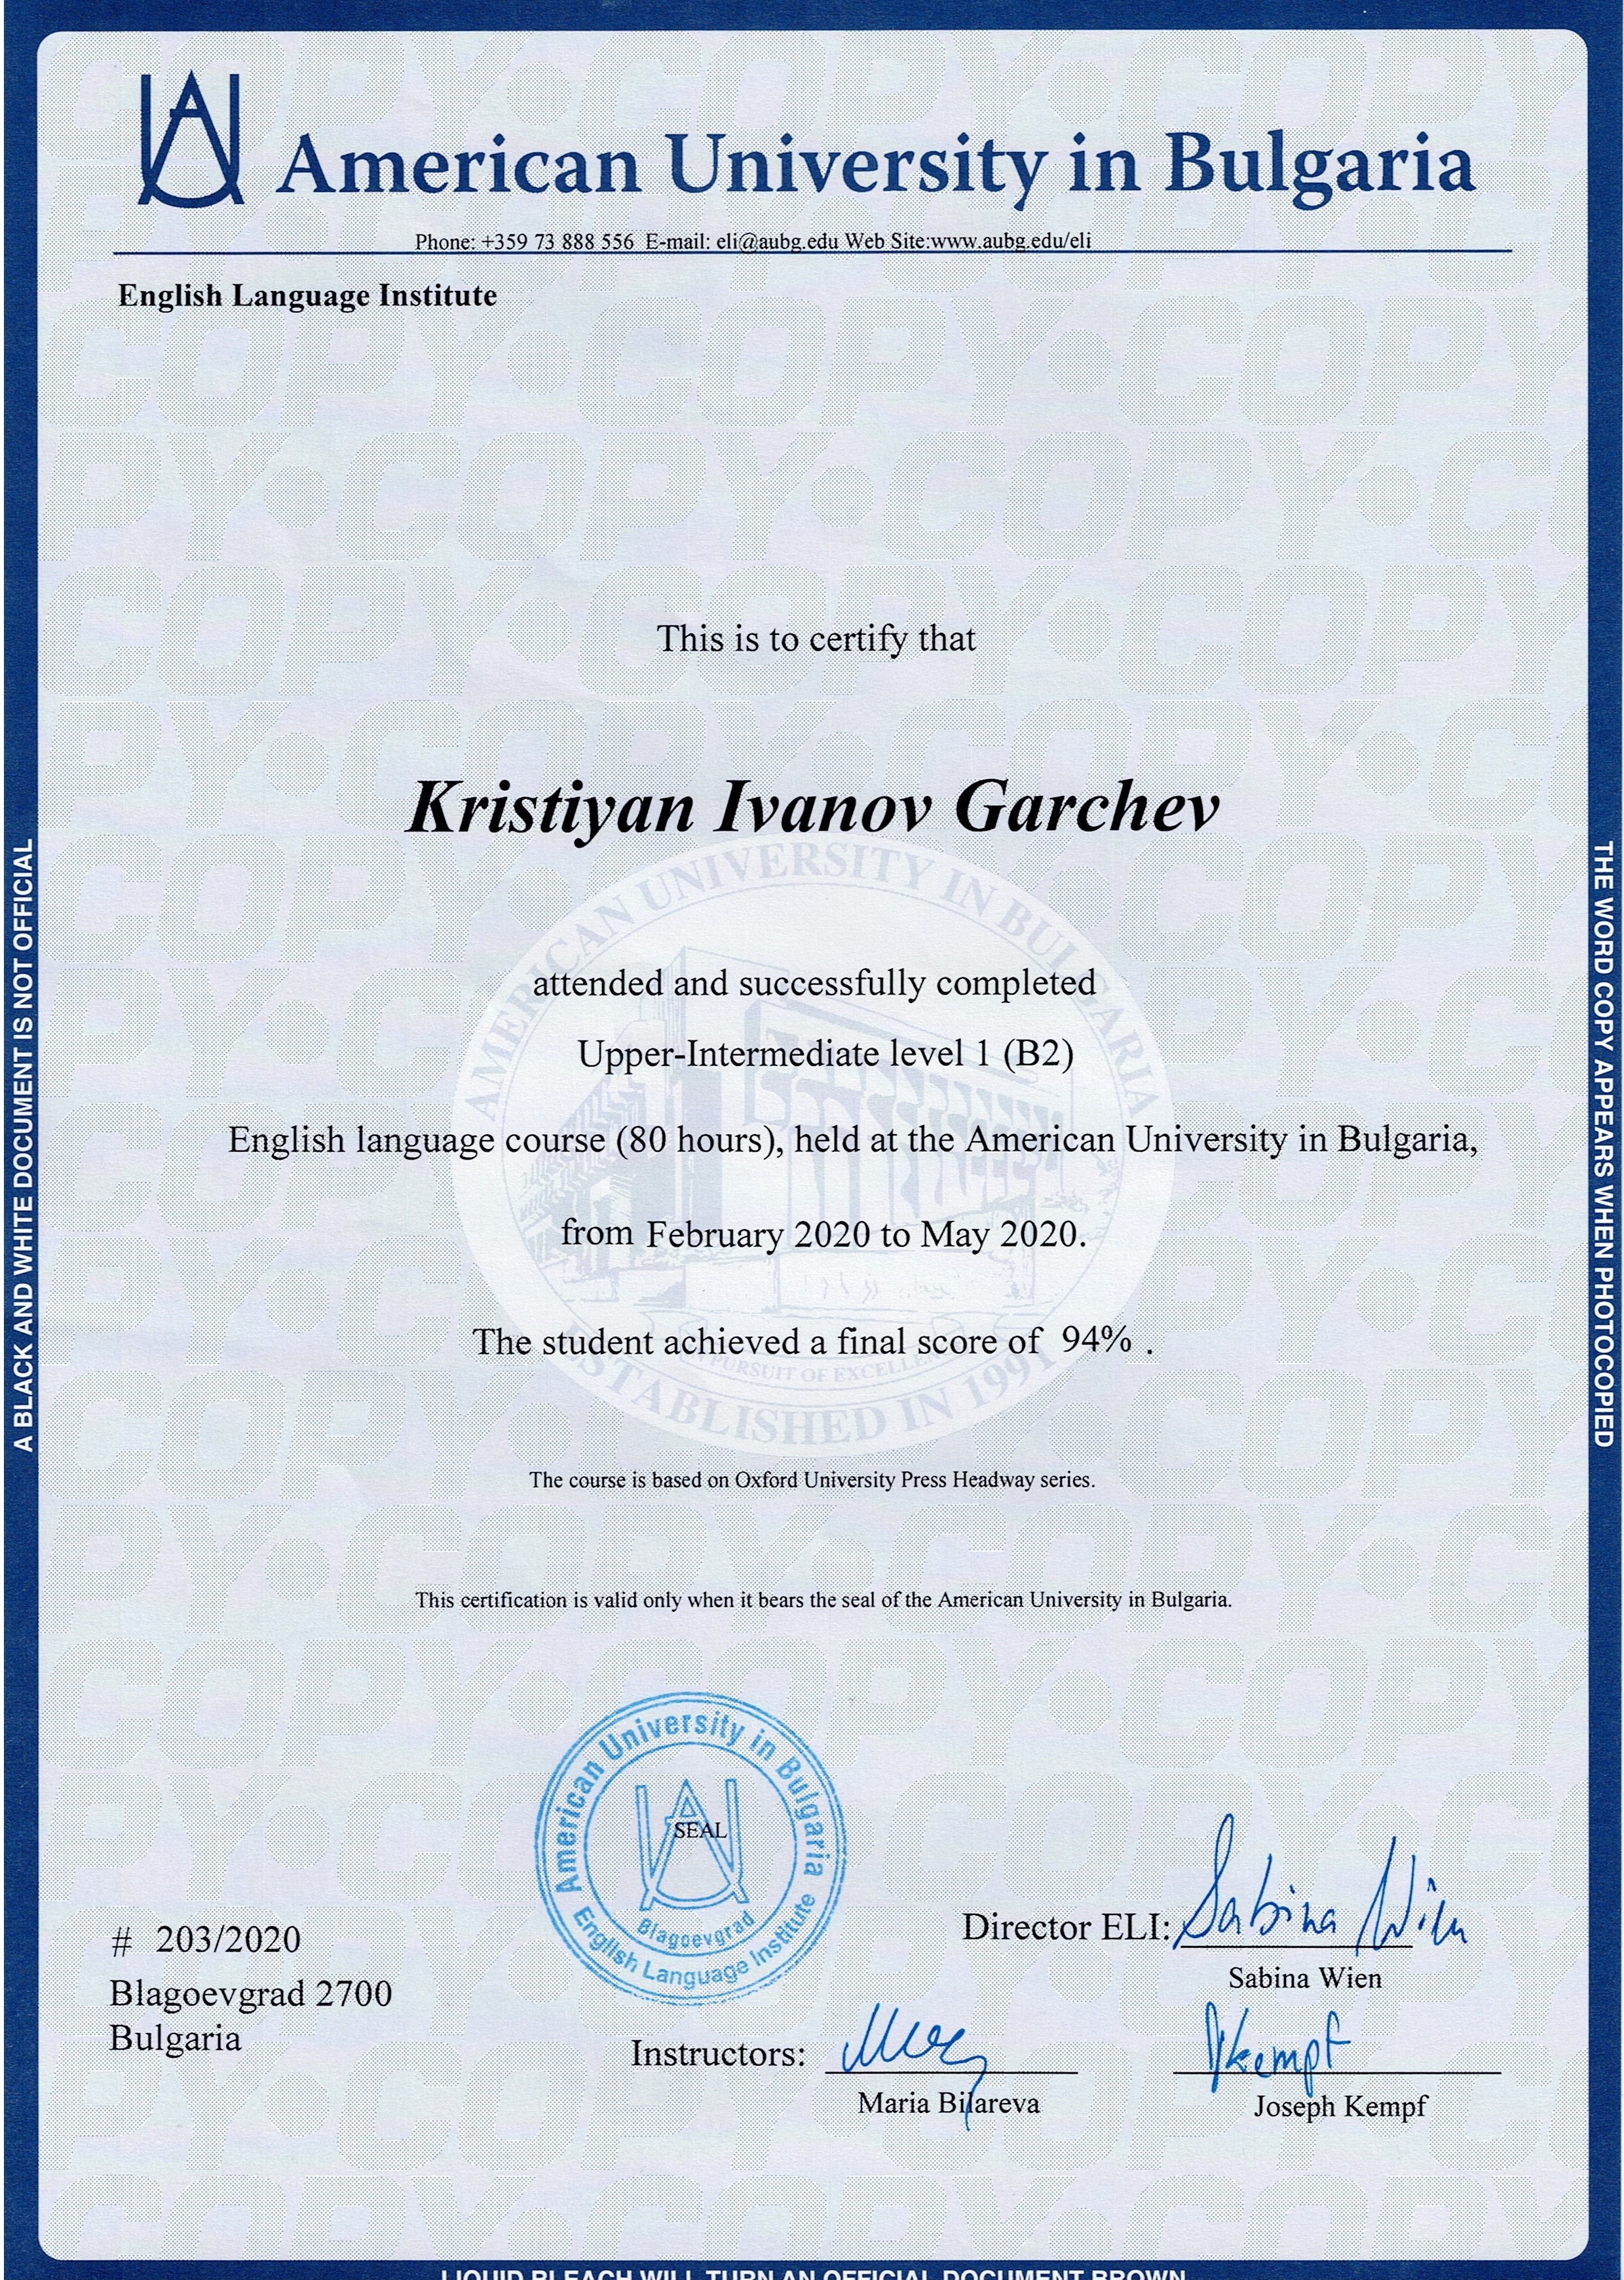 American University in Bulgaria
Phone: +359 73 888 556 E-mail: eli@aubg.edu Web Site:www.aubg.edu/eli
English Language Institute
This is to certify that
Kristiyan Ivanov Garchev
attended and successfully completed
Upper-Intermediate level 1 (B2)
English language course (80 hours), held at the American University in Bulgaria,
from February 2020 to May 2020.
The student achieved a final score of 94% .
The course is based on Oxford University Press Headway series.
This certification is valid only when it bears the seal of the American University in Bulgaria.
AMERICAN UNIVERSITY IN BULGARIA
PURSUIT OF
ESTABLISHED IN 1991
American University in Bulgaria
SEAL
Blagoevgrad
English Language Institute
# 203/2020
Blagoevgrad 2700
Bulgaria
Director ELI: Sabina Wien
Sabina Wien
Instructors:
Kempf
Maria Bilareva
Joseph Kempf
A BLACK AND WHITE DOCUMENT IS NOT OFFICIAL
THE WORD COPY APPEARS WHEN PHOTOCOPIED
LIQUID BLEACH WILL TURN AN OFFICIAL DOCUMENT BROWN
COPY